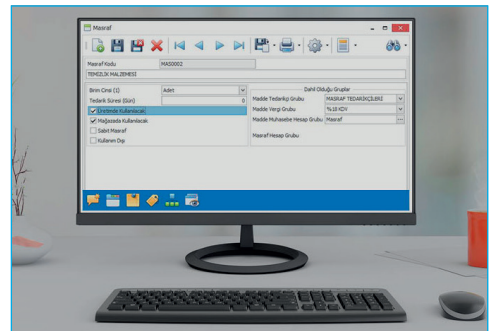 Masraf
Masraf Kodu MAS0002
TEMİZLİK MALZEMESİ
Birim Cinsi (1) Adet
Tedarik Süresi (Gün) 0
Üretimde Kullanılacak
Mağazada Kullanılacak
Sabit Masraf
Kullanım Dışı
Dahil Olduğu Gruplar
Madde Tedarikçi Grubu MASRAF TEDARİKÇİLERİ
Madde Vergi Grubu %18 KDV
Madde Muhasebe Hesap Grubu Masraf
Masraf Hesap Grubu